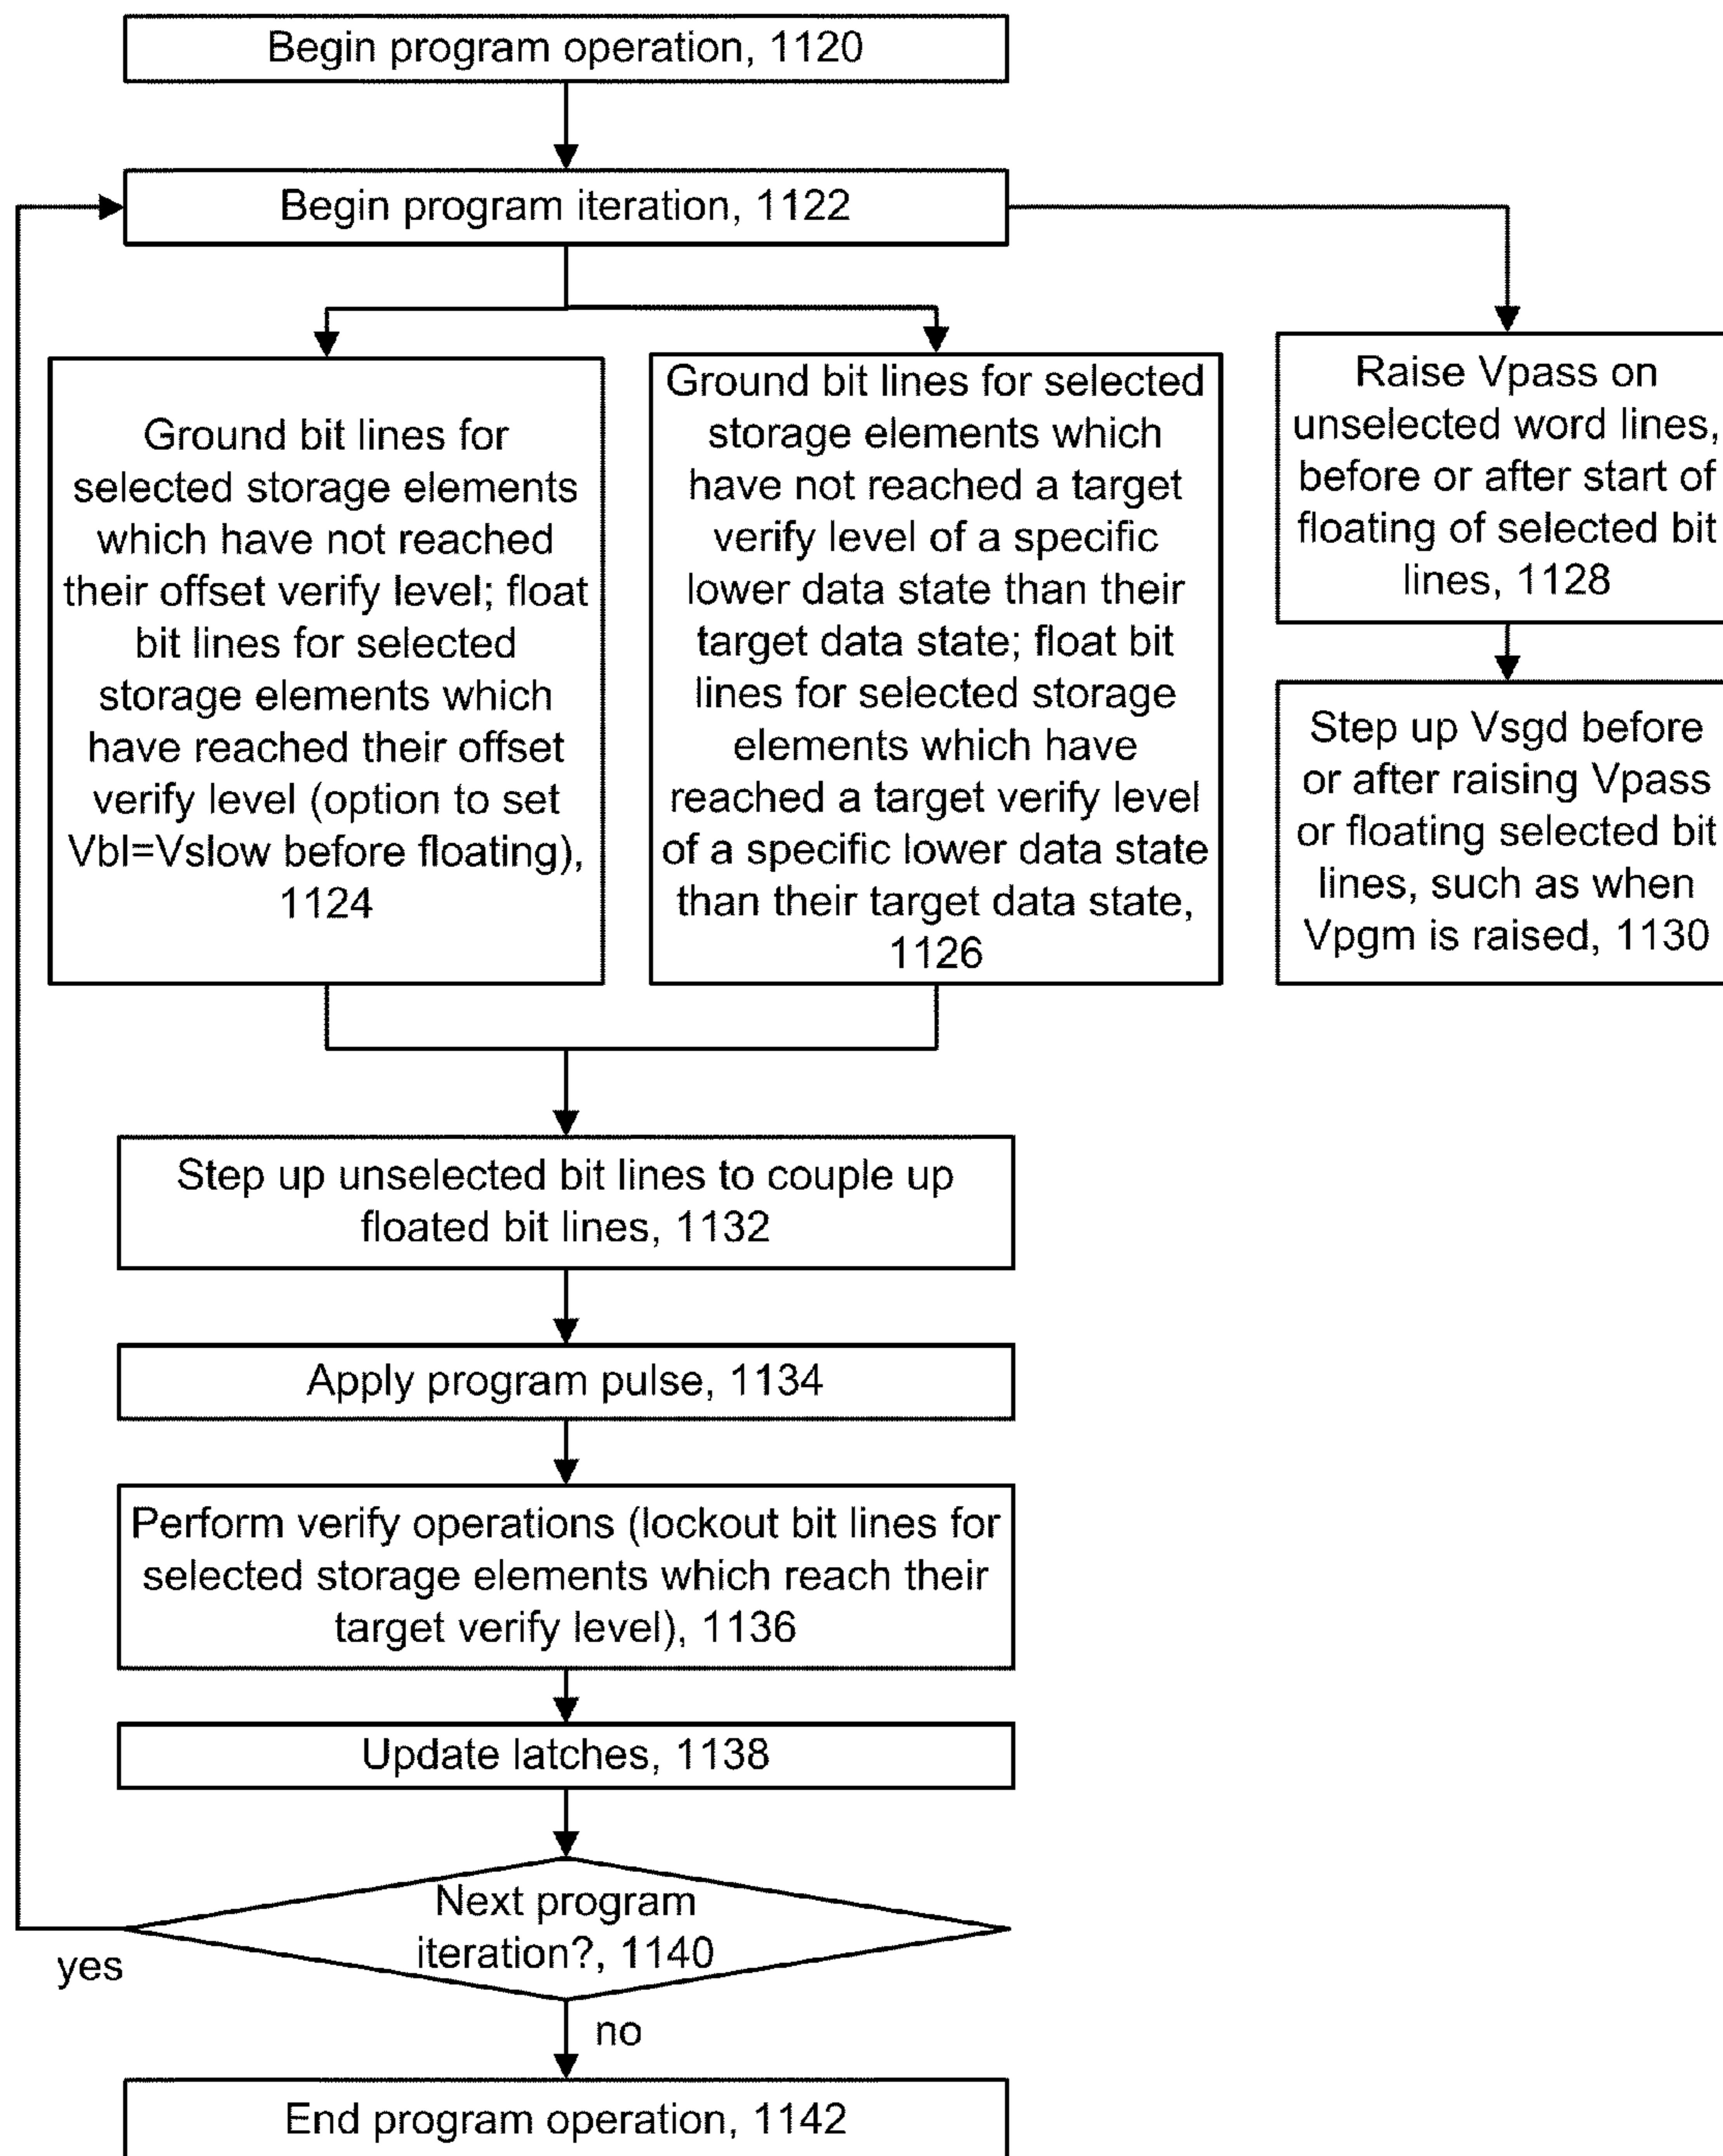 Begin program operation, 1120
Begin program iteration, 1122
Ground bit lines for
selected storage elements
which have not reached
their offset verify level; float
bit lines for selected
storage elements which
have reached their offset
verify level (option to set
Vbl=Vslow before floating),
1124
Ground bit lines for selected
storage elements which
have not reached a target
verify level of a specific
lower data state than their
target data state; float bit
lines for selected storage
elements which have
reached a target verify level
of a specific lower data state
than their target data state,
1126
Raise Vpass on
unselected word lines,
before or after start of
floating of selected bit
lines, 1128
Step up Vsgd before
or after raising Vpass
or floating selected bit
lines, such as when
Vpgm is raised, 1130
Step up unselected bit lines to couple up
floated bit lines, 1132
Apply program pulse, 1134
Perform verify operations (lockout bit lines for
selected storage elements which reach their
target verify level), 1136
Update latches, 1138
Next program
iteration?, 1140
yes
no
End program operation, 1142